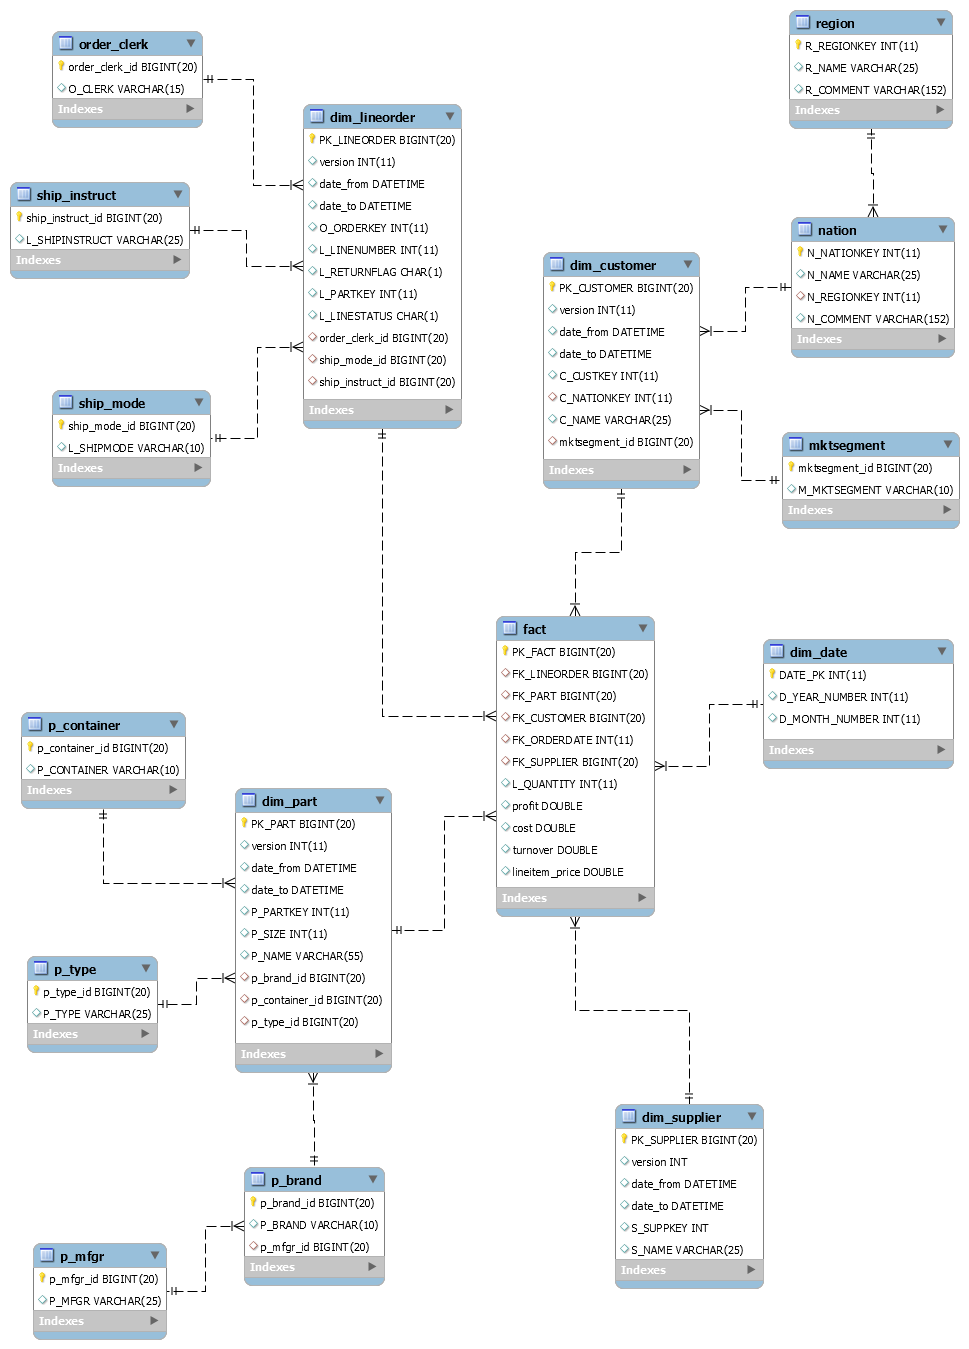 order_clerk
order_clerk_id BIGINT(20)
O_CLERK VARCHAR(15)
Indexes
ship_instruct
ship_instruct_id BIGINT(20)
L_SHIPINSTRUCT VARCHAR(25)
Indexes
ship_mode
ship_mode_id BIGINT(20)
L_SHIPMODE VARCHAR(10)
Indexes
dim_lineorder
PK_LINEORDER BIGINT(20)
version INT(11)
date_from DATETIME
date_to DATETIME
O_ORDERKEY INT(11)
L_LINENUMBER INT(11)
L_RETURNFLAG CHAR(1)
L_PARTKEY INT(11)
L_LINESTATUS CHAR(1)
order_clerk_id BIGINT(20)
ship_mode_id BIGINT(20)
ship_instruct_id BIGINT(20)
Indexes
region
R_REGIONKEY INT(11)
R_NAME VARCHAR(25)
R_COMMENT VARCHAR(152)
Indexes
nation
N_NATIONKEY INT(11)
N_NAME VARCHAR(25)
N_REGIONKEY INT(11)
N_COMMENT VARCHAR(152)
Indexes
dim_customer
PK_CUSTOMER BIGINT(20)
version INT(11)
date_from DATETIME
date_to DATETIME
C_CUSTKEY INT(11)
C_NATIONKEY INT(11)
C_NAME VARCHAR(25)
mktsegment_id BIGINT(20)
Indexes
mktsegment
mktsegment_id BIGINT(20)
M_MKTSEGMENT VARCHAR(10)
Indexes
fact
PK_FACT BIGINT(20)
FK_LINEORDER BIGINT(20)
FK_PART BIGINT(20)
FK_CUSTOMER BIGINT(20)
FK_ORDERDATE INT(11)
FK_SUPPLIER BIGINT(20)
L_QUANTITY INT(11)
profit DOUBLE
cost DOUBLE
turnover DOUBLE
lineitem_price DOUBLE
Indexes
dim_date
DATE_PK INT(11)
D_YEAR_NUMBER INT(11)
D_MONTH_NUMBER INT(11)
Indexes
p_container
p_container_id BIGINT(20)
P_CONTAINER VARCHAR(10)
Indexes
dim_part
PK_PART BIGINT(20)
version INT(11)
date_from DATETIME
date_to DATETIME
P_PARTKEY INT(11)
P_SIZE INT(11)
P_NAME VARCHAR(55)
p_brand_id BIGINT(20)
p_container_id BIGINT(20)
p_type_id BIGINT(20)
Indexes
p_type
p_type_id BIGINT(20)
P_TYPE VARCHAR(25)
Indexes
p_brand
p_brand_id BIGINT(20)
P_BRAND VARCHAR(10)
p_mfgr_id BIGINT(20)
Indexes
p_mfgr
p_mfgr_id BIGINT(20)
P_MFGR VARCHAR(25)
Indexes
dim_supplier
PK_SUPPLIER BIGINT(20)
version INT
date_from DATETIME
date_to DATETIME
S_SUPPKEY INT
S_NAME VARCHAR(25)
Indexes